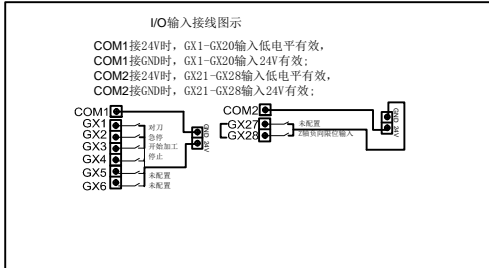 I/O输入接线图示
COM1接24V时，GX1-GX20输入低电平有效，
COM1接GND时，GX1-GX20输入24V有效;
COM2接24V时，GX21-GX28输入低电平有效，
COM2接GND时，GX21-GX28输入24V有效;
COM1
GX1 对刀
GX2 急停
GX3 开始加工
GX4 停止
GX5 未配置
GX6 未配置
GND 24V
COM2
GX27 未配置
GX28 Z轴负向限位输入
GND 24V